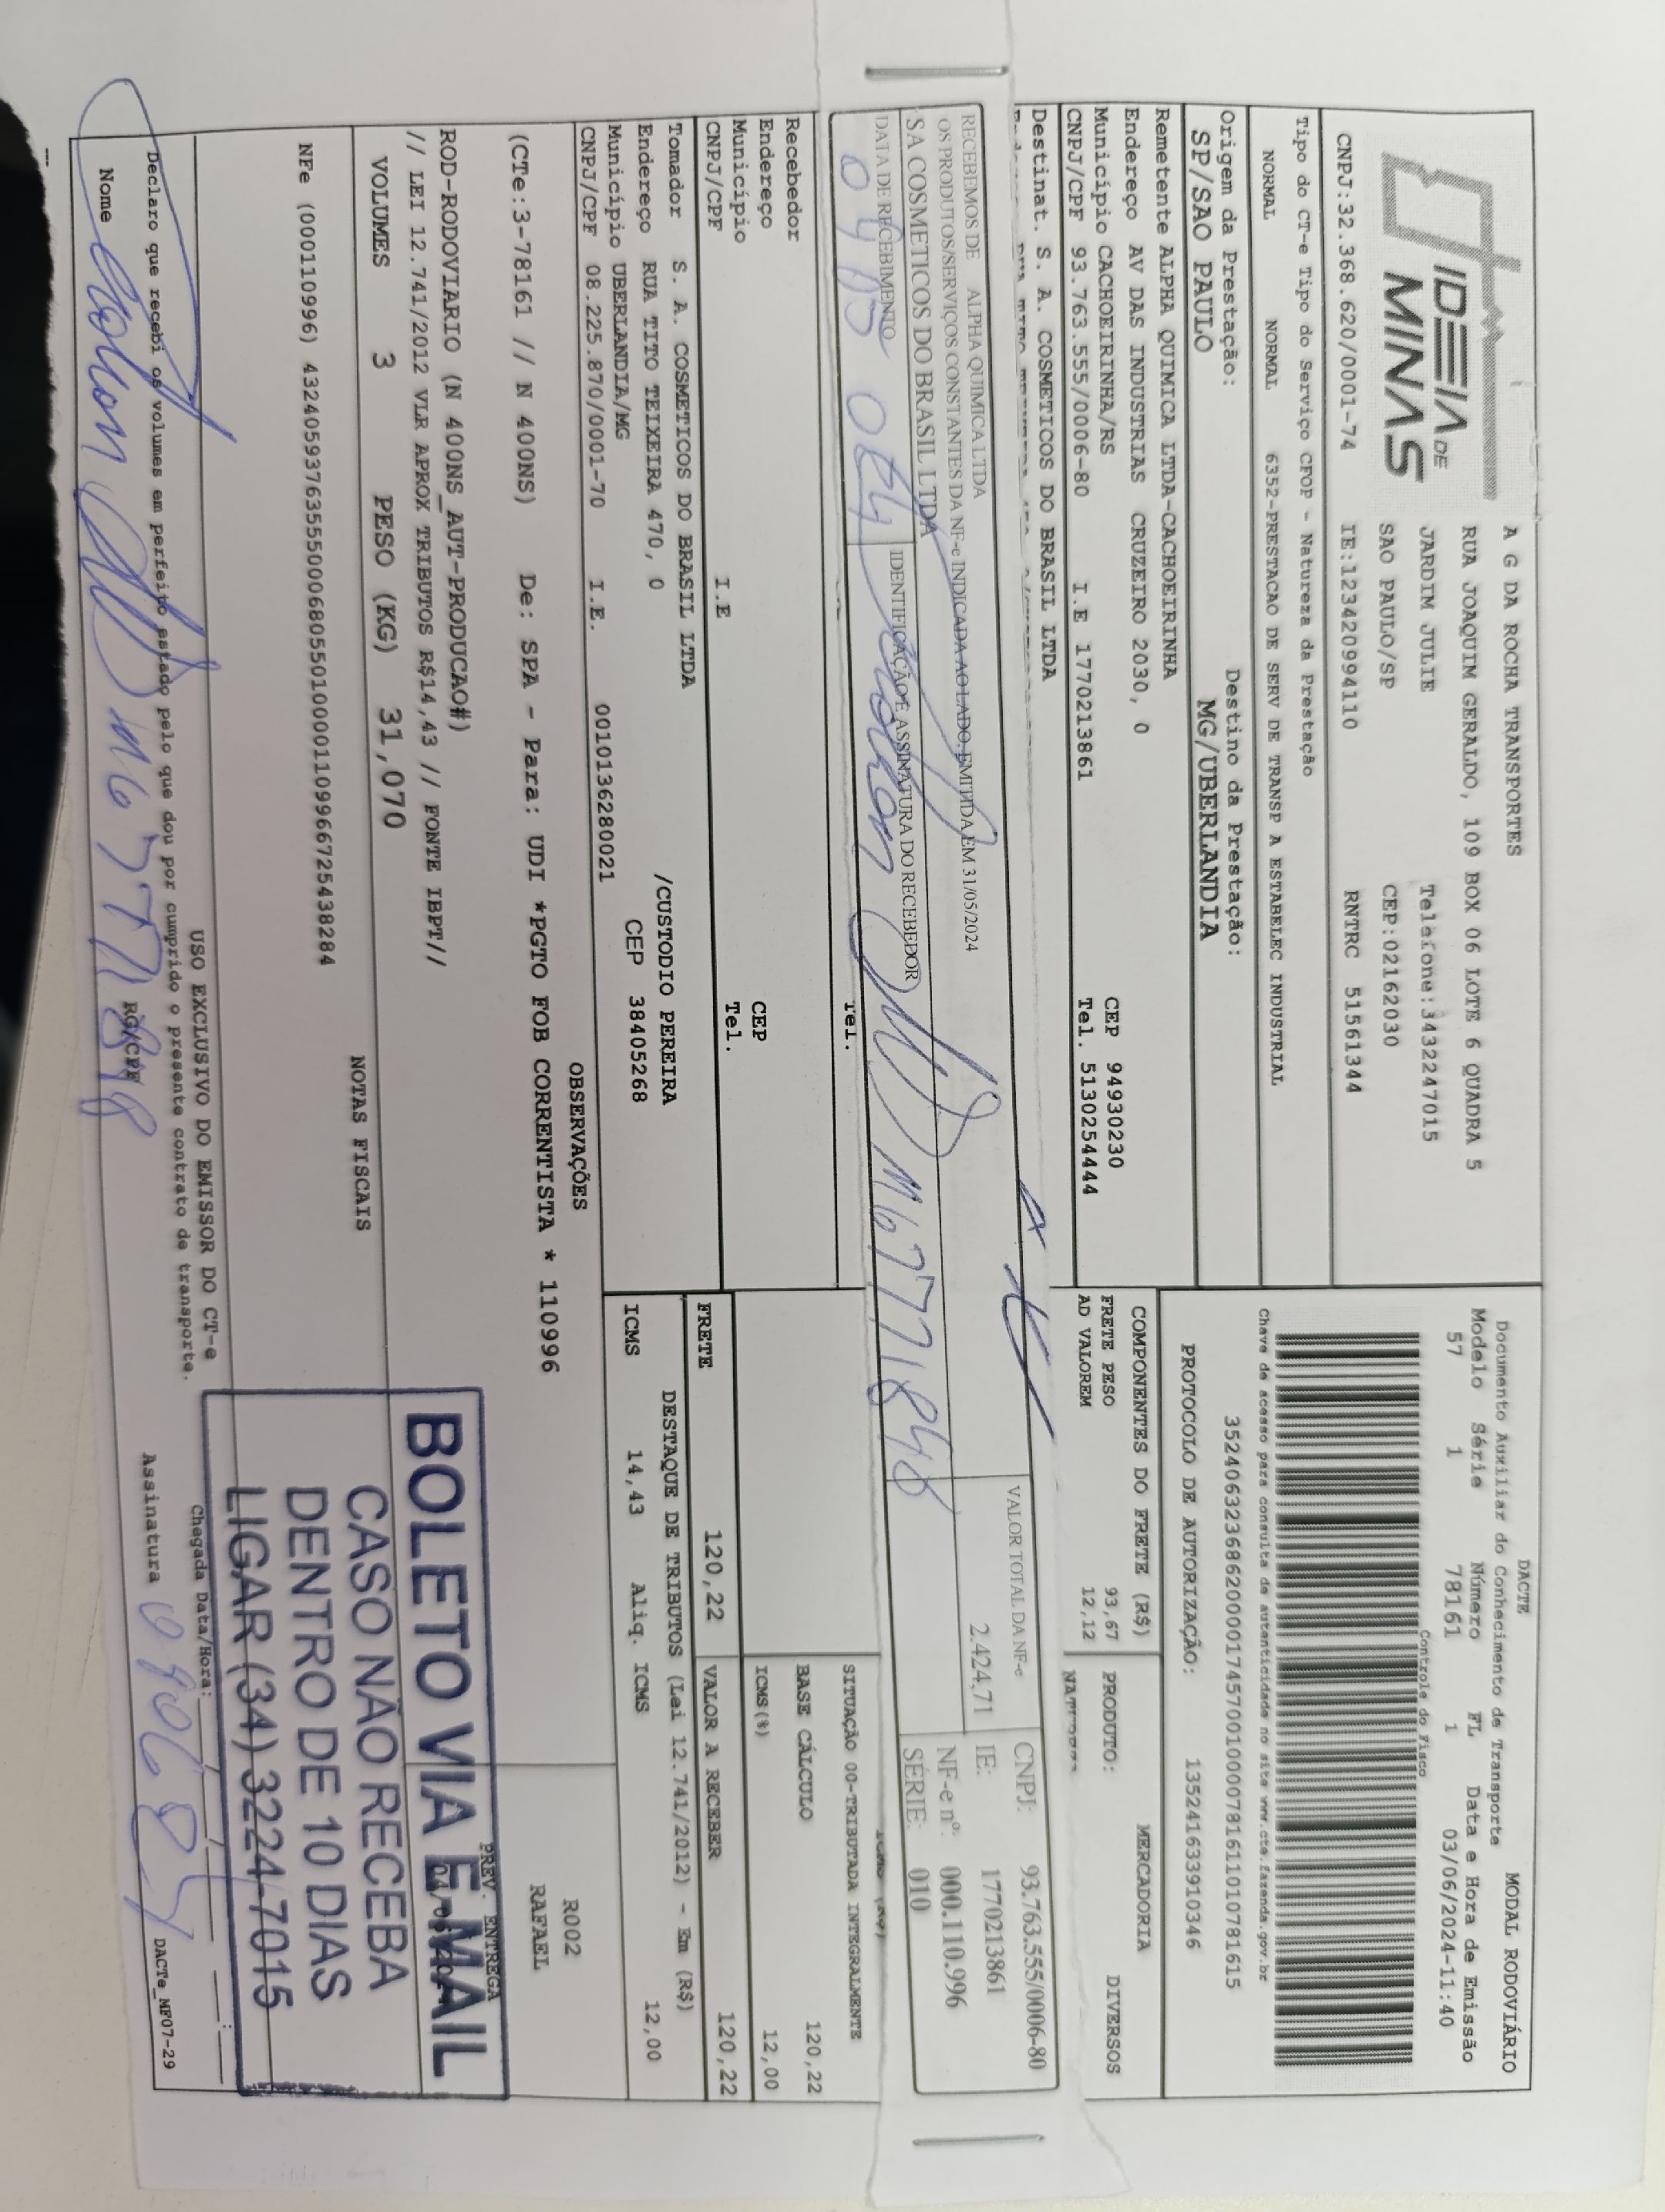 IDEIA DE
MINAS
A G DA ROCHA TRANSPORTES
RUA JOAQUIM GERALDO, 109 BOX 06 LOTE 6 QUADRA 5
JARDIM JULIE Telefone:3432247015
SAO PAULO/SP CEP:02162030
CNPJ:32.368.620/0001-74 IE:123420994110 RNTRC 51561344
DACTE MODAL RODOVIÁRIO
Documento Auxiliar do Conhecimento de Transporte
Modelo Série Número FL Data e Hora de Emissão
57 1 78161 1 03/06/2024-11:40
Controle do Fisco
Chave de acesso para consulta de autenticidade no site www.cte.fazenda.gov.br
35240632368620000174570010000781611010781615
PROTOCOLO DE AUTORIZAÇÃO: 135241633910346
Tipo do CT-e Tipo do Serviço CFOP - Natureza da Prestação
NORMAL NORMAL 6352-PRESTACAO DE SERV DE TRANSP A ESTABELEC INDUSTRIAL
Origem da Prestação: Destino da Prestação:
SP/SAO PAULO MG/UBERLANDIA
Remetente ALPHA QUIMICA LTDA-CACHOEIRINHA
Endereço AV DAS INDUSTRIAS CRUZEIRO 2030, 0
Município CACHOEIRINHA/RS CEP 94930230
CNPJ/CPF 93.763.555/0006-80 I.E 1770213861 Tel. 5130254444
Destinat. S. A. COSMETICOS DO BRASIL LTDA
COMPONENTES DO FRETE (R$) MERCADORIA
FRETE PESO 93,67 PRODUTO: DIVERSOS
AD VALOREM 12,12
RECEBEMOS DE ALPHA QUIMICA LTDA
OS PRODUTOS/SERVIÇOS CONSTANTES DA NF-e INDICADA AO LADO. EMITIDA EM 31/05/2024
SA COSMETICOS DO BRASIL LTDA
DATA DE RECEBIMENTO IDENTIFICAÇÃO E ASSINATURA DO RECEBEDOR
M67771848
VALOR TOTAL DA NF-e
2.424,71
CNPJ: 93.763.555/0006-80
IE: 1770213861
NF-e nº: 000.110.996
SÉRIE: 010
Tel.
Recebedor
Endereço CEP
Município Tel.
CNPJ/CPF I.E
SITUAÇÃO 00-TRIBUTADA INTEGRALMENTE
BASE CÁLCULO 120,22
ICMS(%) 12,00
FRETE 120,22 VALOR A RECEBER 120,22
Tomador S. A. COSMETICOS DO BRASIL LTDA
Endereço RUA TITO TEIXEIRA 470, 0 /CUSTODIO PEREIRA
Município UBERLANDIA/MG CEP 38405268
CNPJ/CPF 08.225.870/0001-70 I.E. 0010136280021
DESTAQUE DE TRIBUTOS (Lei 12.741/2012) - Em (R$)
ICMS 14,43 Aliq. ICMS 12,00
OBSERVAÇÕES
(CTe:3-78161 // N 400NS) De: SPA - Para: UDI *PGTO FOB CORRENTISTA * 110996
ROD-RODOVIARIO (N 400NS_AUT-PRODUCAO#)
// LEI 12.741/2012 VLR APROX TRIBUTOS R$14,43 // FONTE IBPT//
R002
RAFAEL
PREV. ENTREGA
VOLUMES 3 PESO (KG) 31,070
NOTAS FISCAIS
NFe (000110996) 43240593763555000680550100001109966725438284
BOLETO VIA E-MAIL
CASO NÃO RECEBA
DENTRO DE 10 DIAS
LIGAR (34) 3224-7015
USO EXCLUSIVO DO EMISSOR DO CT-e
Declaro que recebi os volumes em perfeito estado pelo que dou por cumprido o presente contrato de transporte.
Chegada Data/Hora:
Nome RG/CPF Assinatura
DACTe_MF07-29